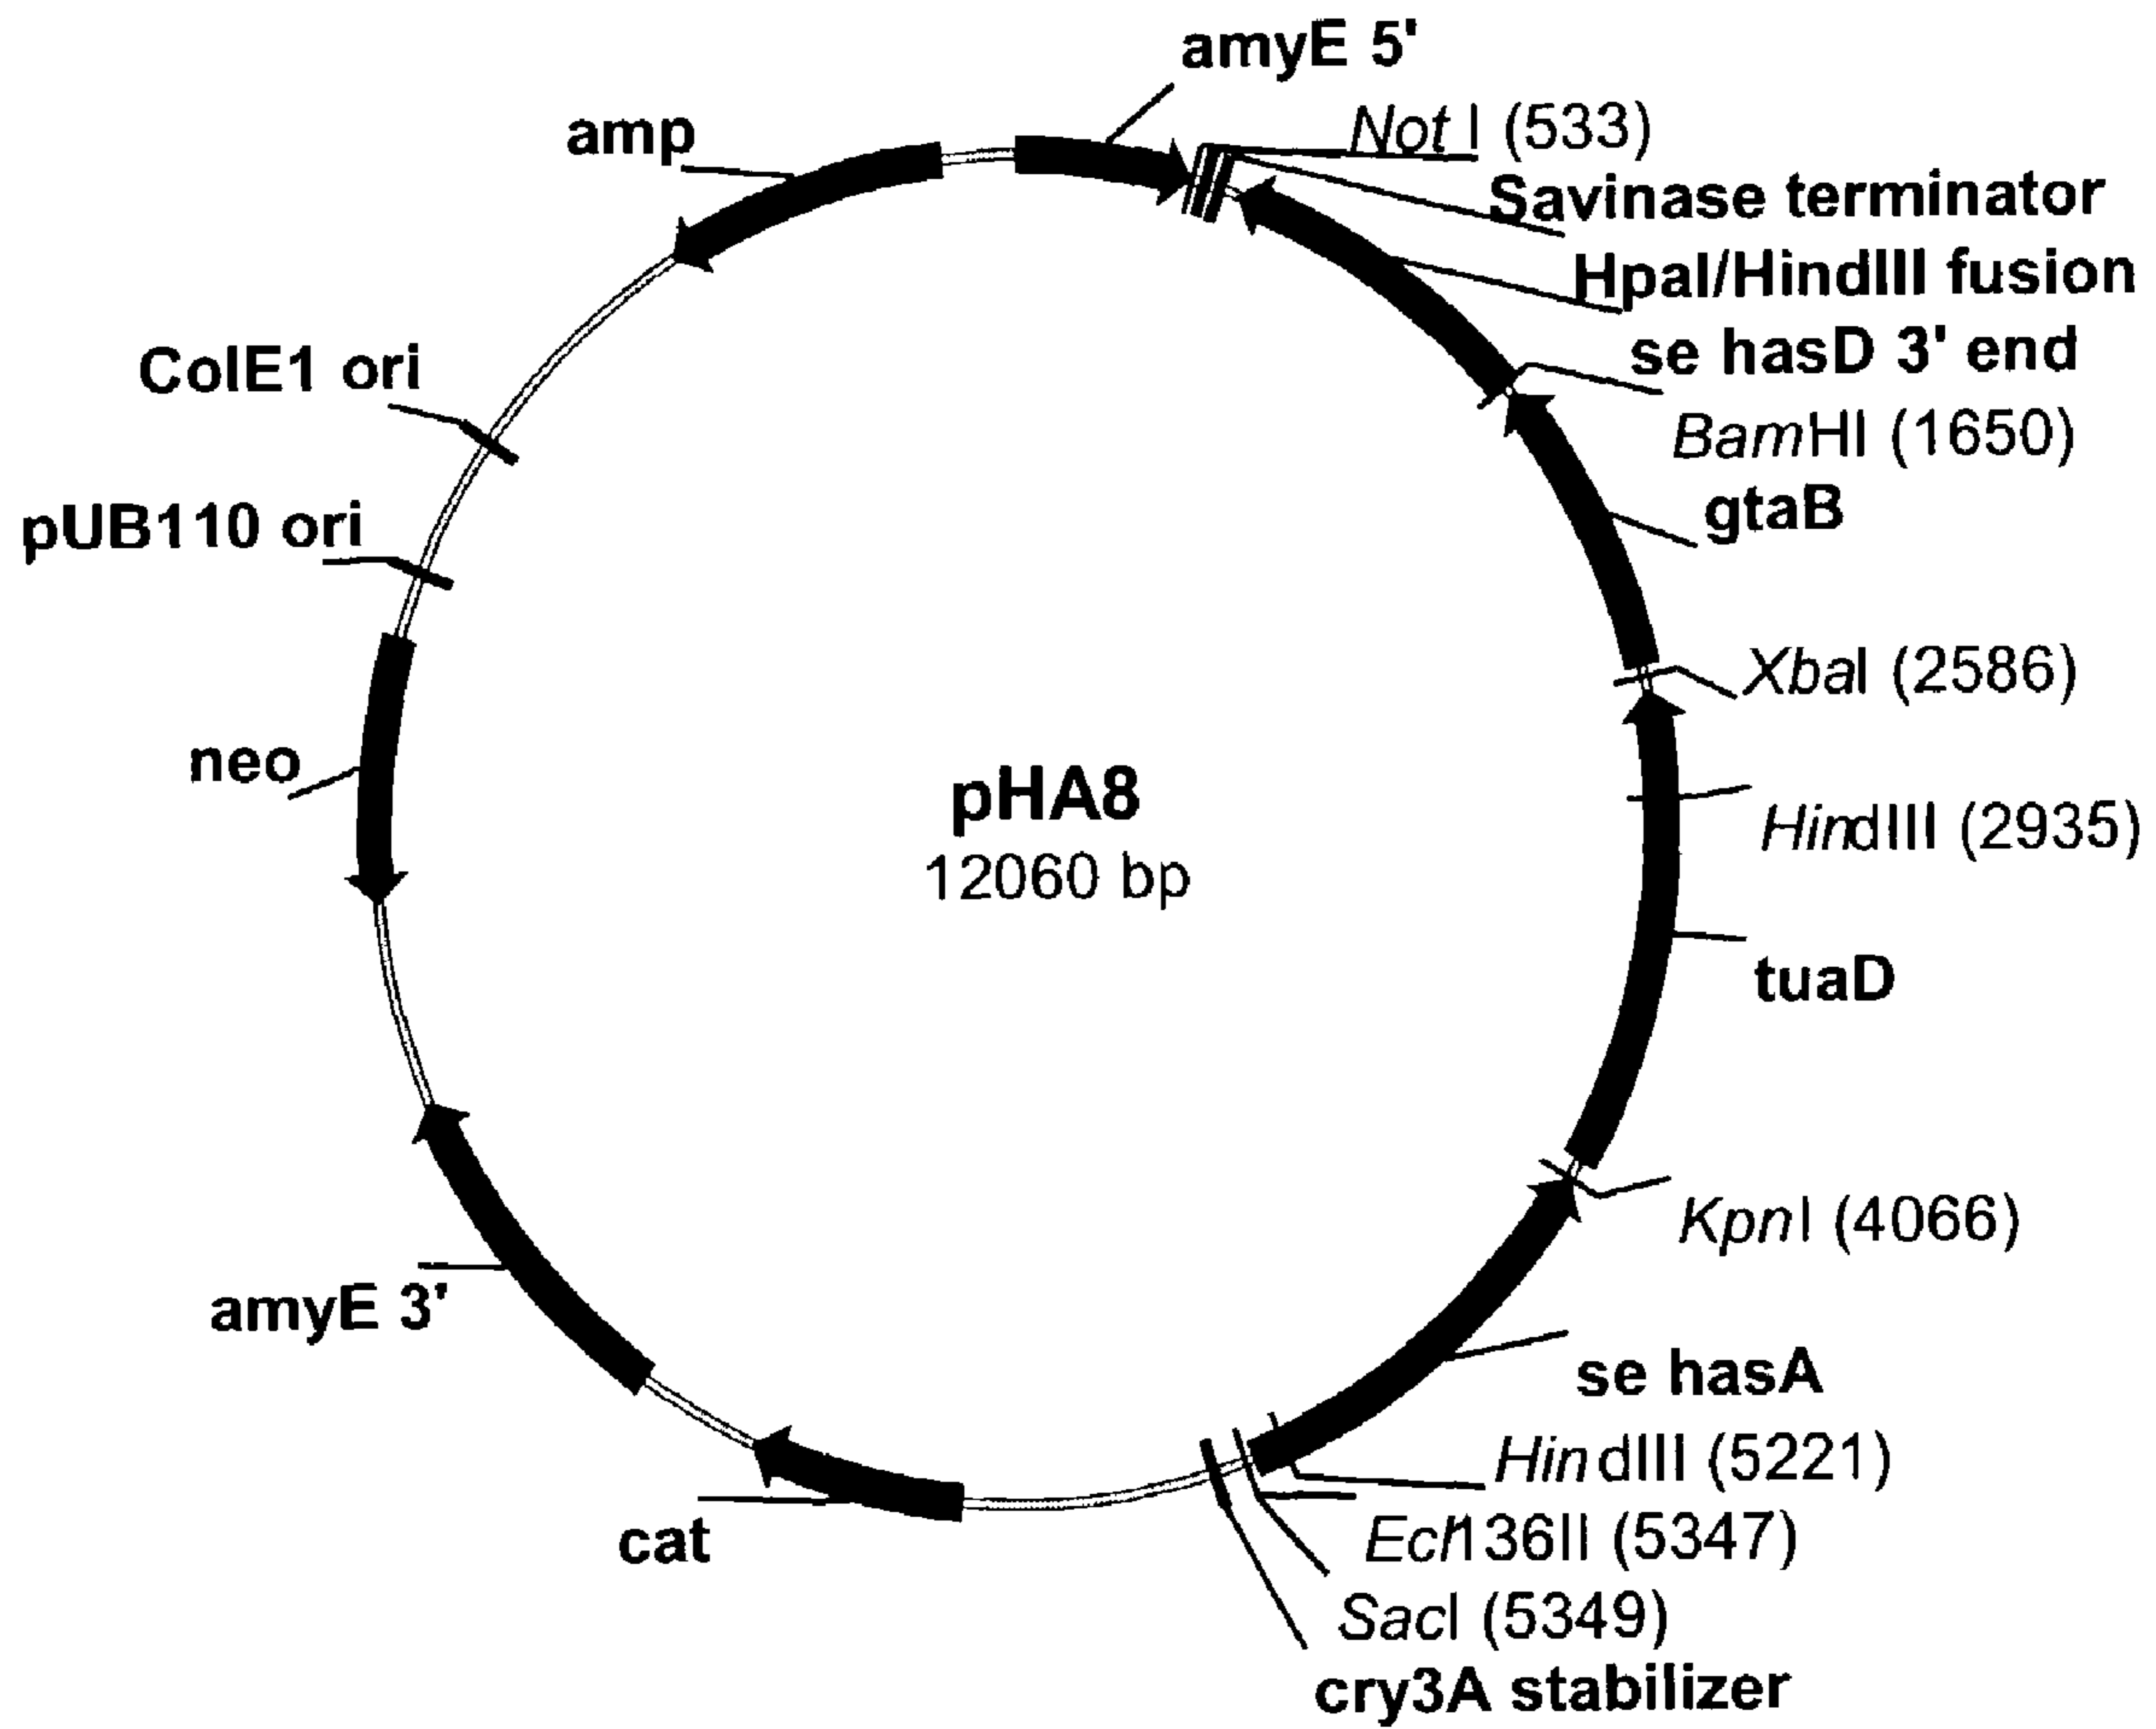 amyE 5'
amp
Not I (533)
Savinase terminator
HpaI/HindIII fusion
se hasD 3' end
ColE1 ori
BamHI (1650)
gtaB
pUB110 ori
XbaI (2586)
neo
pHA8
12060 bp
HindIII (2935)
tuaD
KpnI (4066)
amyE 3'
se hasA
HindIII (5221)
cat
Ecl136II (5347)
SacI (5349)
cry3A stabilizer